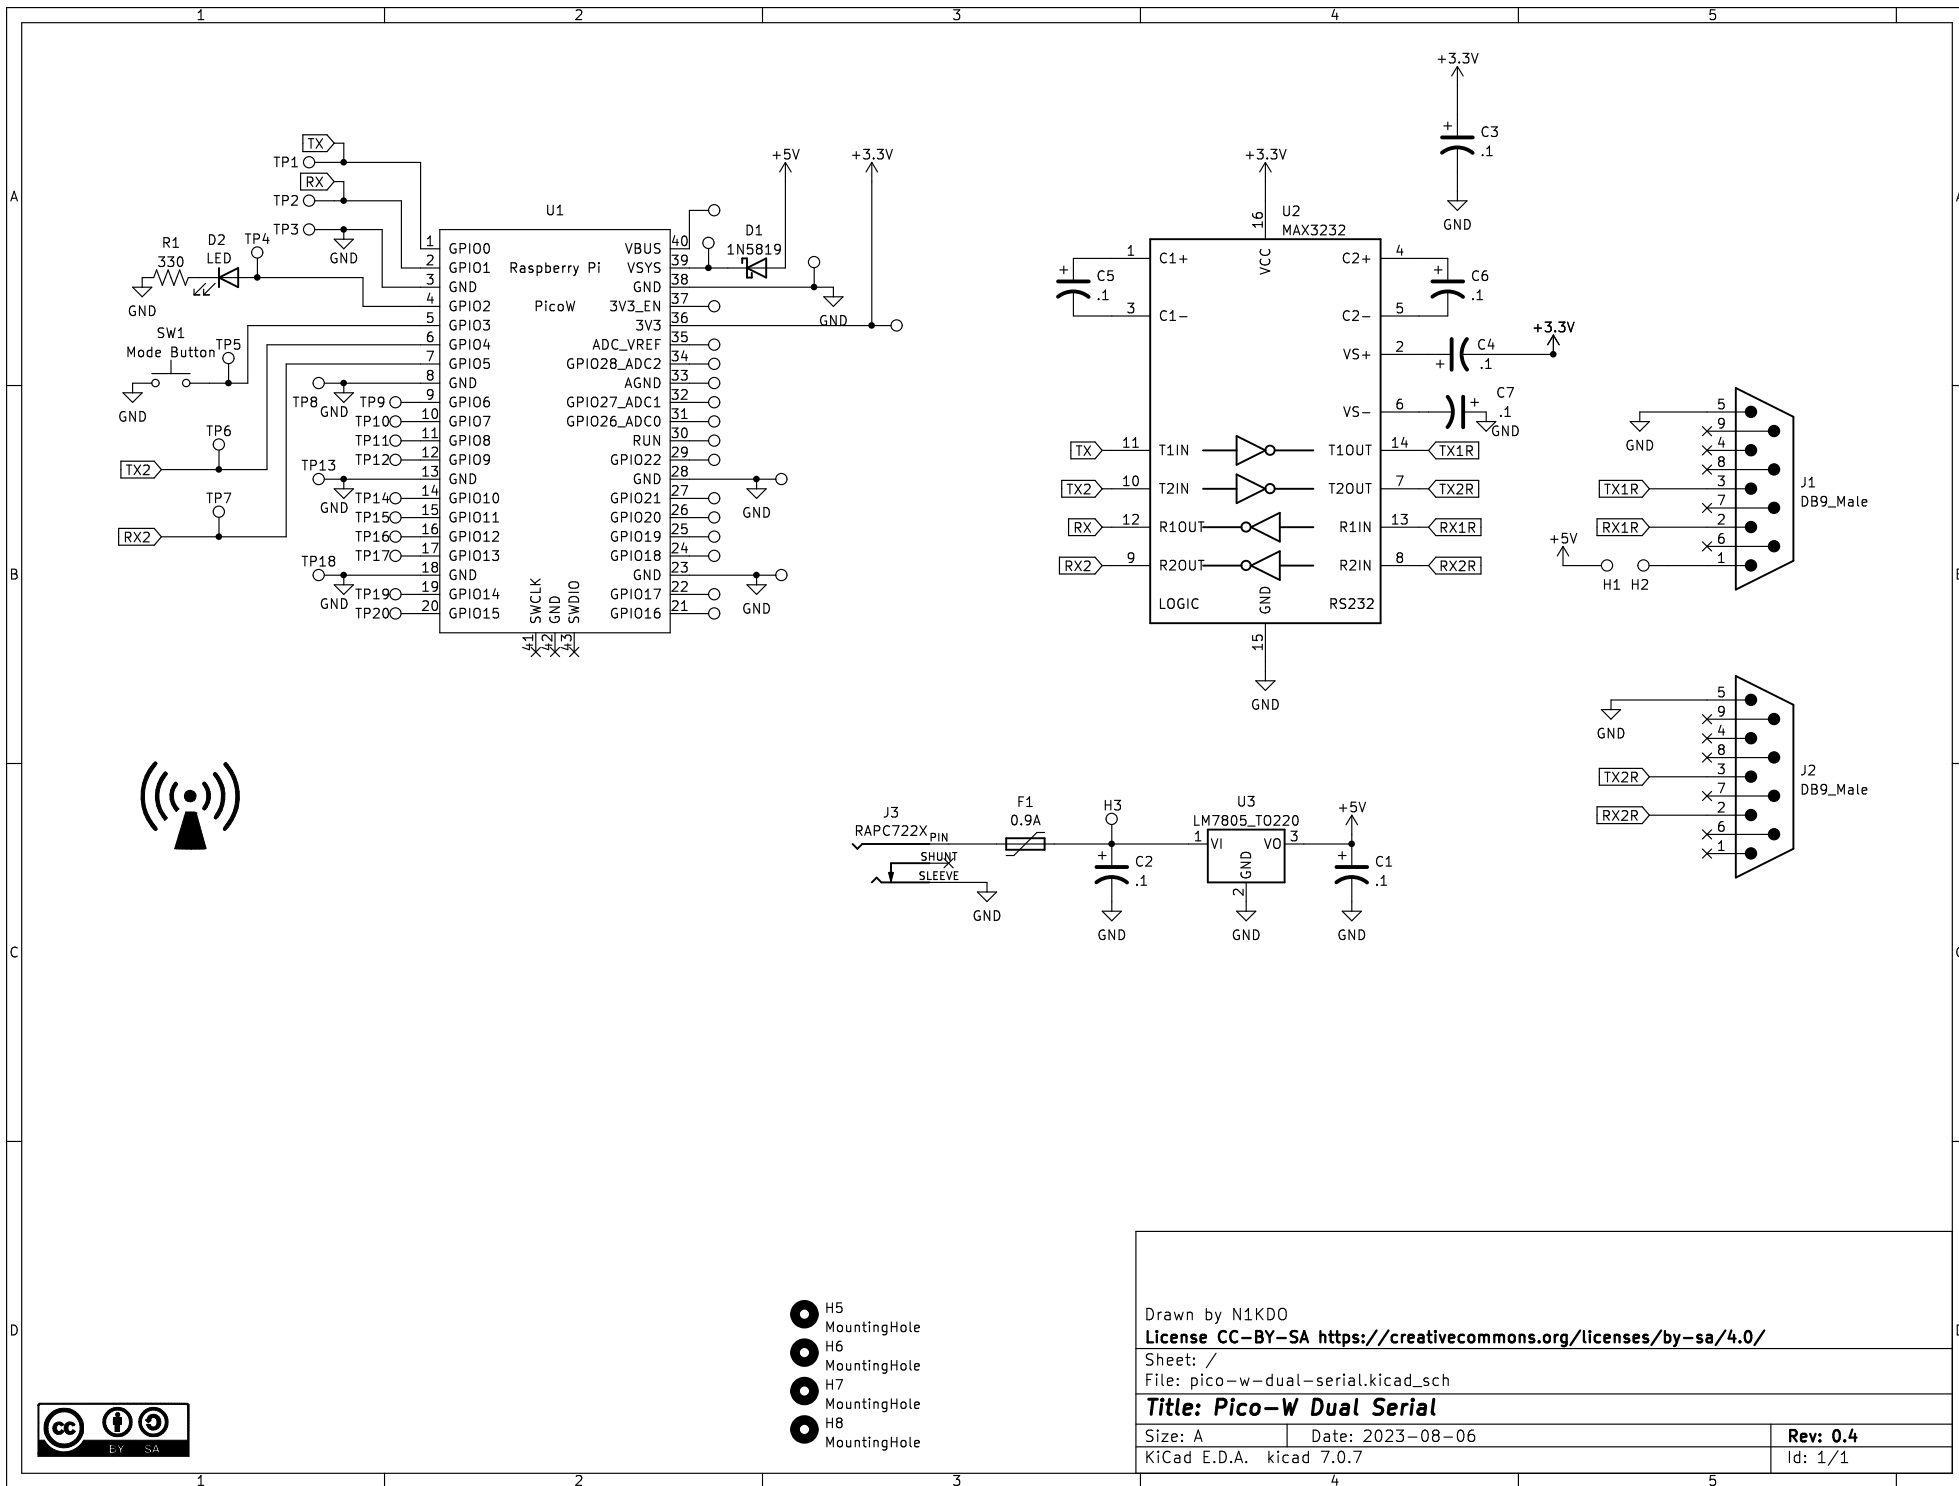 1 2 3 4 5
A
B
C
D
TX
TP1
RX
TP2
TP3
GND
R1
330
D2
LED
TP4
GND
SW1
Mode Button
TP5
GND
TP6
TX2
TP7
RX2
TP8
GND
TP9
TP10
TP11
TP12
TP13
GND
TP14
TP15
TP16
TP17
TP18
GND
TP19
TP20
U1
Raspberry Pi
PicoW
1 GPIO0
2 GPIO1
3 GND
4 GPIO2
5 GPIO3
6 GPIO4
7 GPIO5
8 GND
9 GPIO6
10 GPIO7
11 GPIO8
12 GPIO9
13 GND
14 GPIO10
15 GPIO11
16 GPIO12
17 GPIO13
18 GND
19 GPIO14
20 GPIO15
SWCLK 41
GND 42
SWDIO 43
VBUS 40
VSYS 39
GND 38
3V3_EN 37
3V3 36
ADC_VREF 35
GPIO28_ADC2 34
AGND 33
GPIO27_ADC1 32
GPIO26_ADC0 31
RUN 30
GPIO22 29
GND 28
GPIO21 27
GPIO20 26
GPIO19 25
GPIO18 24
GND 23
GPIO17 22
GPIO16 21
+5V
+3.3V
D1
1N5819
GND
GND
GND
+3.3V
+ C3
.1
GND
+3.3V
16
U2
MAX3232
VCC
1 C1+
3 C1-
+ C5
.1
C2+ 4
C2- 5
+ C6
.1
VS+ 2
+ C4
.1
+3.3V
VS- 6
C7
+ .1
GND
TX 11 T1IN T1OUT 14 TX1R
TX2 10 T2IN T2OUT 7 TX2R
RX 12 R1OUT R1IN 13 RX1R
RX2 9 R2OUT R2IN 8 RX2R
LOGIC GND RS232
15
GND
5
9
4
8
3
7
2
6
1
GND
TX1R
RX1R
+5V
H1 H2
J1
DB9_Male
5
9
4
8
3
7
2
6
1
GND
TX2R
RX2R
J2
DB9_Male
J3
RAPC722X
PIN
SHUNT
SLEEVE
GND
F1
0.9A
H3
+ C2
.1
GND
U3
LM7805_TO220
1 VI VO 3
GND
2
GND
+5V
+ C1
.1
GND
H5
MountingHole
H6
MountingHole
H7
MountingHole
H8
MountingHole
cc
BY SA
Drawn by N1KDO
License CC-BY-SA https://creativecommons.org/licenses/by-sa/4.0/
Sheet: /
File: pico-w-dual-serial.kicad_sch
Title: Pico-W Dual Serial
Size: A Date: 2023-08-06 Rev: 0.4
KiCad E.D.A. kicad 7.0.7 Id: 1/1
1 2 3 4 5